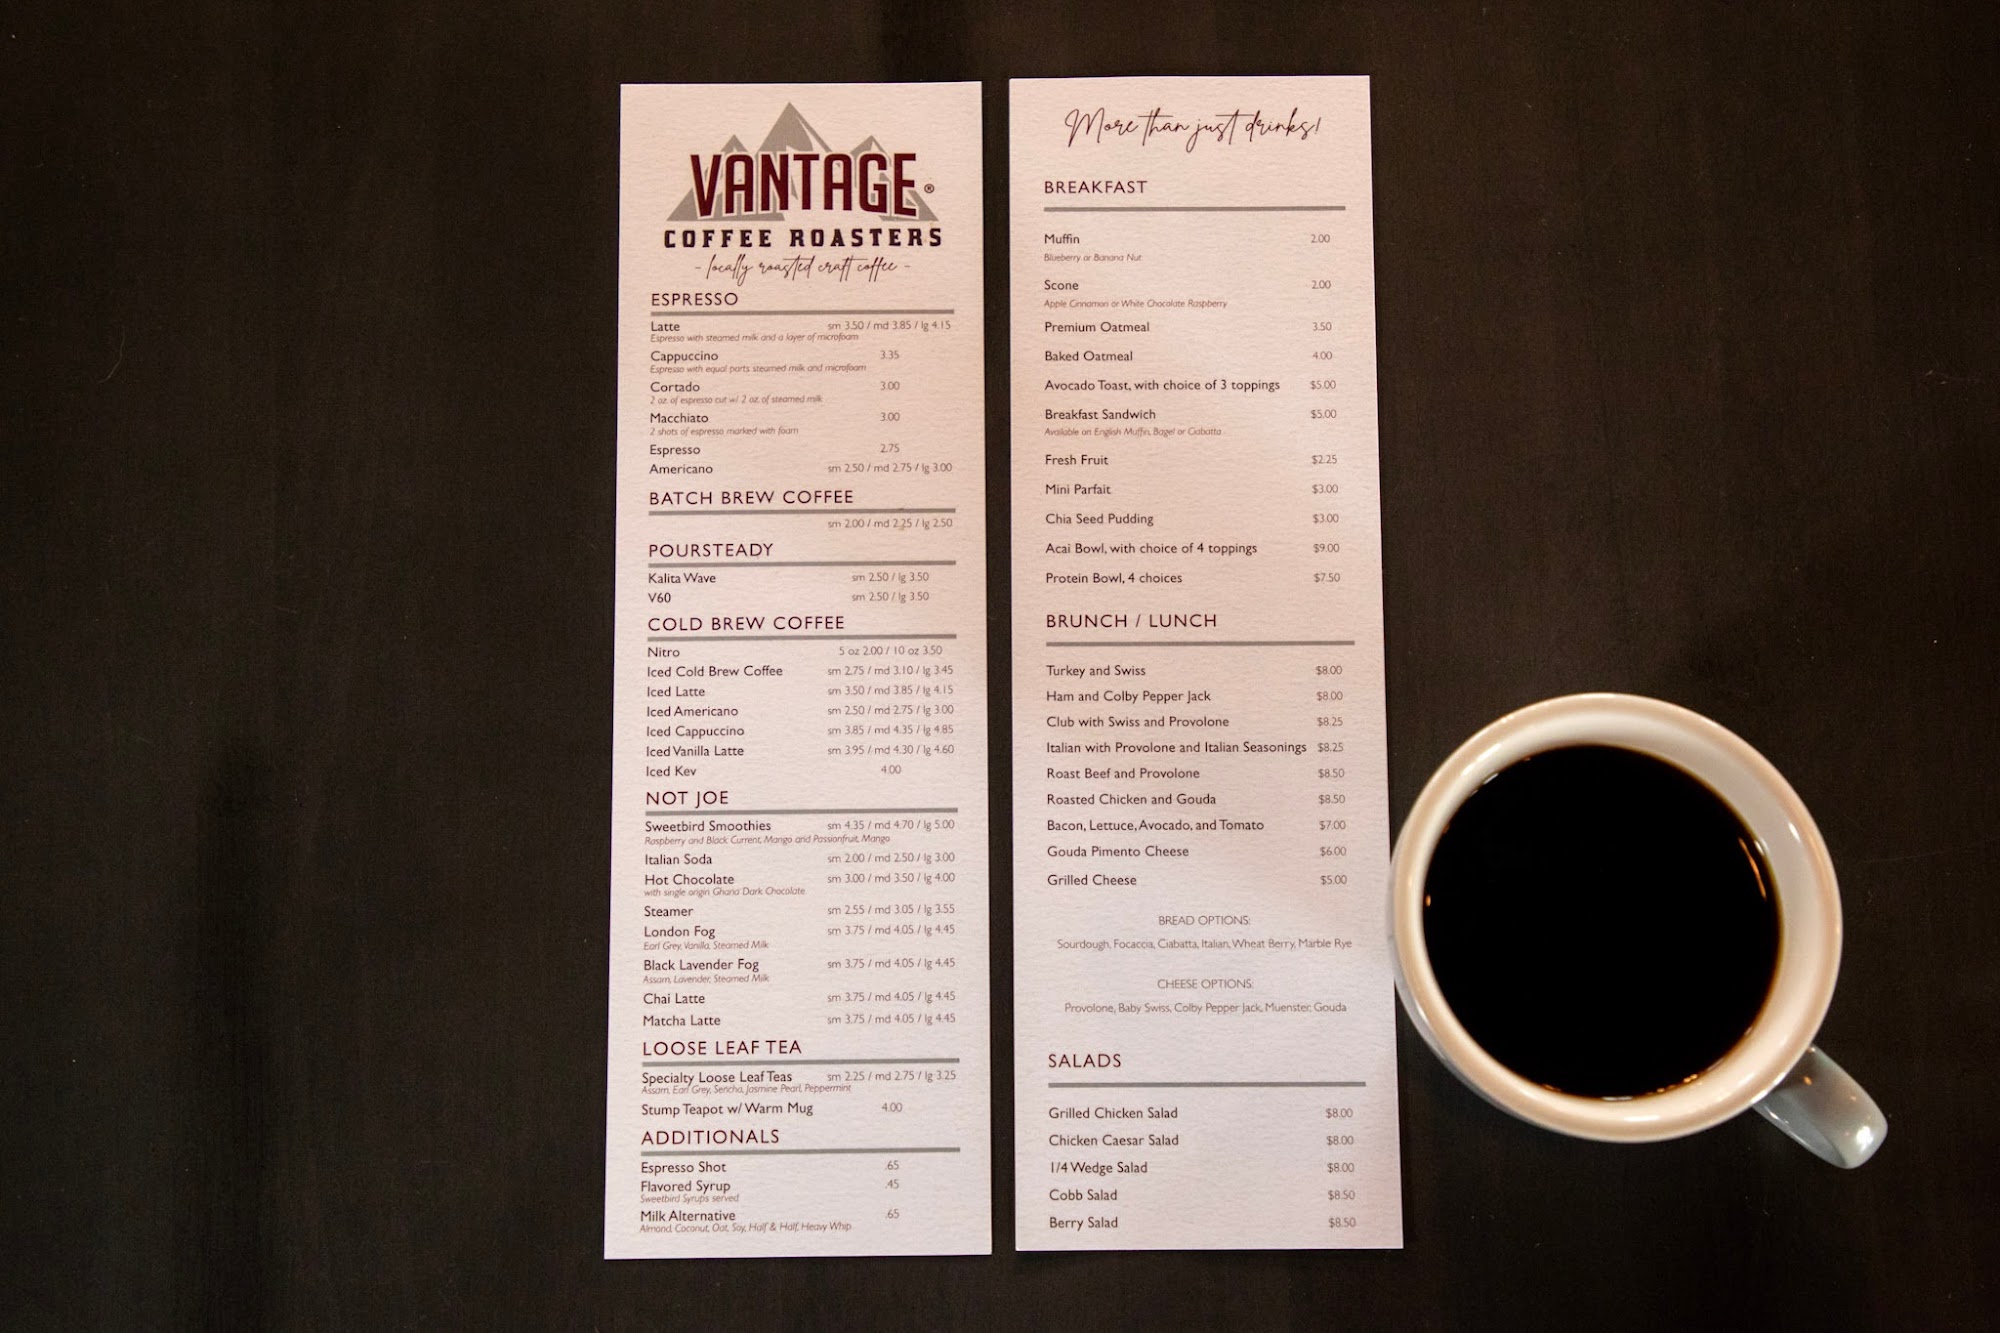 VANTAGE®
COFFEE ROASTERS
- locally roasted craft coffee -
ESPRESSO
Latte sm 3.50 / md 3.85 / lg 4.15
Espresso with steamed milk and a layer of microfoam
Cappuccino 3.35
Espresso with equal parts steamed milk and microfoam
Cortado 3.00
2 oz. of espresso cut w/ 2 oz. of steamed milk
Macchiato 3.00
2 shots of espresso marked with foam
Espresso 2.75
Americano sm 2.50 / md 2.75 / lg 3.00
BATCH BREW COFFEE
sm 2.00 / md 2.25 / lg 2.50
POURSTEADY
Kalita Wave sm 2.50 / lg 3.50
V60 sm 2.50 / lg 3.50
COLD BREW COFFEE
Nitro 5 oz 2.00 / 10 oz 3.50
Iced Cold Brew Coffee sm 2.75 / md 3.10 / lg 3.45
Iced Latte sm 3.50 / md 3.85 / lg 4.15
Iced Americano sm 2.50 / md 2.75 / lg 3.00
Iced Cappuccino sm 3.85 / md 4.35 / lg 4.85
Iced Vanilla Latte sm 3.95 / md 4.30 / lg 4.60
Iced Kev 4.00
NOT JOE
Sweetbird Smoothies sm 4.35 / md 4.70 / lg 5.00
Raspberry and Black Current, Mango and Passionfruit, Mango
Italian Soda sm 2.00 / md 2.50 / lg 3.00
Hot Chocolate sm 3.00 / md 3.50 / lg 4.00
with single origin Ghana Dark Chocolate
Steamer sm 2.55 / md 3.05 / lg 3.55
London Fog sm 3.75 / md 4.05 / lg 4.45
Earl Grey, Vanilla, Steamed Milk
Black Lavender Fog sm 3.75 / md 4.05 / lg 4.45
Assam, Lavender, Steamed Milk
Chai Latte sm 3.75 / md 4.05 / lg 4.45
Matcha Latte sm 3.75 / md 4.05 / lg 4.45
LOOSE LEAF TEA
Specialty Loose Leaf Teas sm 2.25 / md 2.75 / lg 3.25
Assam, Earl Grey, Sencha, Jasmine Pearl, Peppermint
Stump Teapot w/ Warm Mug 4.00
ADDITIONALS
Espresso Shot .65
Flavored Syrup .45
Sweetbird Syrups served
Milk Alternative .65
Almond, Coconut, Oat, Soy, Half & Half, Heavy Whip
More than just drinks!
BREAKFAST
Muffin 2.00
Blueberry or Banana Nut
Scone 2.00
Apple Cinnamon or White Chocolate Raspberry
Premium Oatmeal 3.50
Baked Oatmeal 4.00
Avocado Toast, with choice of 3 toppings $5.00
Breakfast Sandwich $5.00
Available on English Muffin, Bagel or Ciabatta
Fresh Fruit $2.25
Mini Parfait $3.00
Chia Seed Pudding $3.00
Acai Bowl, with choice of 4 toppings $9.00
Protein Bowl, 4 choices $7.50
BRUNCH / LUNCH
Turkey and Swiss $8.00
Ham and Colby Pepper Jack $8.00
Club with Swiss and Provolone $8.25
Italian with Provolone and Italian Seasonings $8.25
Roast Beef and Provolone $8.50
Roasted Chicken and Gouda $8.50
Bacon, Lettuce, Avocado, and Tomato $7.00
Gouda Pimento Cheese $6.00
Grilled Cheese $5.00
BREAD OPTIONS:
Sourdough, Focaccia, Ciabatta, Italian, Wheat Berry, Marble Rye
CHEESE OPTIONS:
Provolone, Baby Swiss, Colby Pepper Jack, Muenster, Gouda
SALADS
Grilled Chicken Salad $8.00
Chicken Caesar Salad $8.00
1/4 Wedge Salad $8.00
Cobb Salad $8.50
Berry Salad $8.50